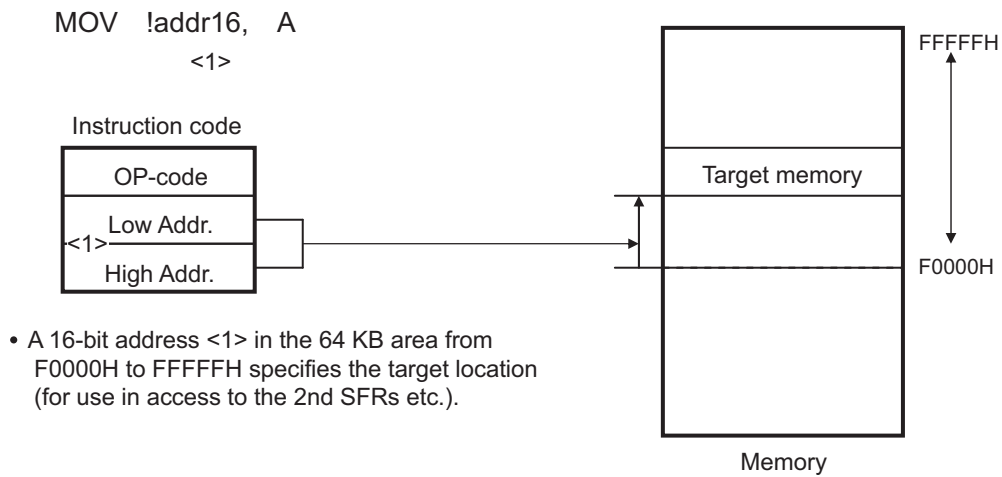 MOV !addr16, A
<1>
Instruction code
OP-code
Low Addr.
<1>
High Addr.
FFFFFH
Target memory
F0000H
• A 16-bit address <1> in the 64 KB area from
F0000H to FFFFFH specifies the target location
(for use in access to the 2nd SFRs etc.).
Memory